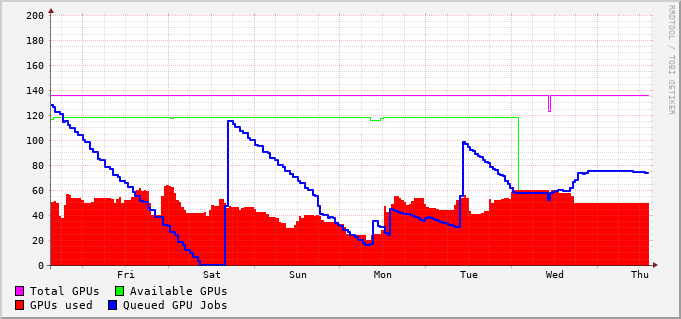 200
180
160
140
120
100
80
60
40
20
0
Fri Sat Sun Mon Tue Wed Thu
Total GPUs Available GPUs
GPUs used Queued GPU Jobs
RRDTOOL / TOBI OETIKER